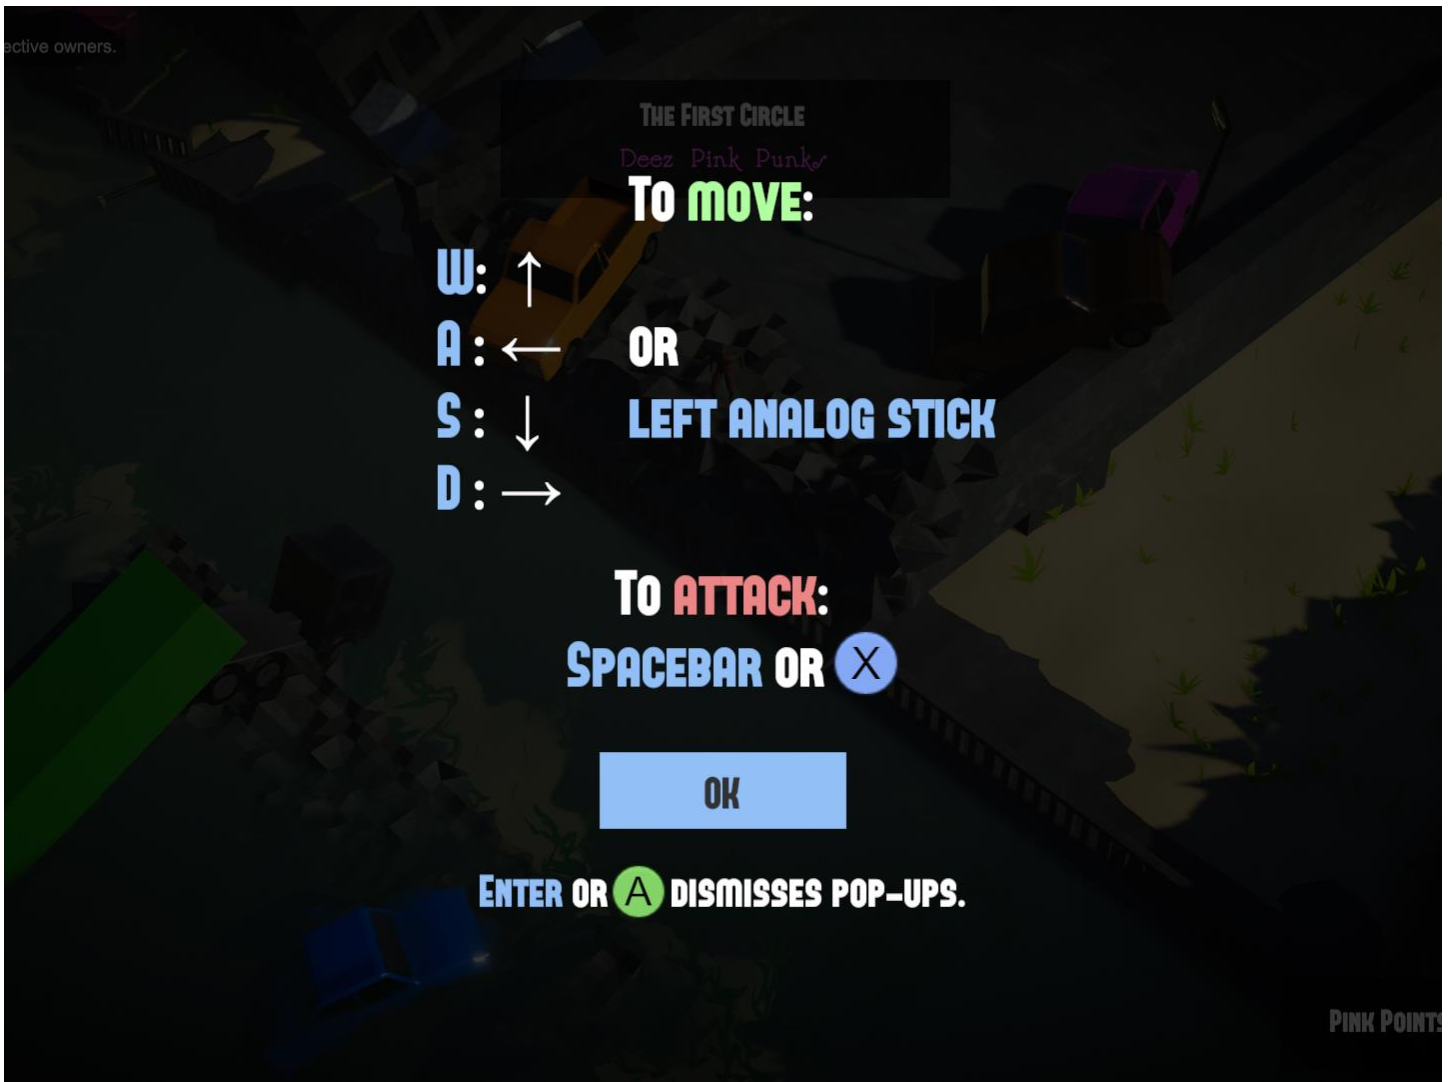 ective owners.
The First Circle
Deez Pink Punks
To move:
W: ↑
A: ← or
S: ↓ Left Analog Stick
D: →
To attack:
Spacebar or X
OK
Enter or A dismisses pop-ups.
Pink Points